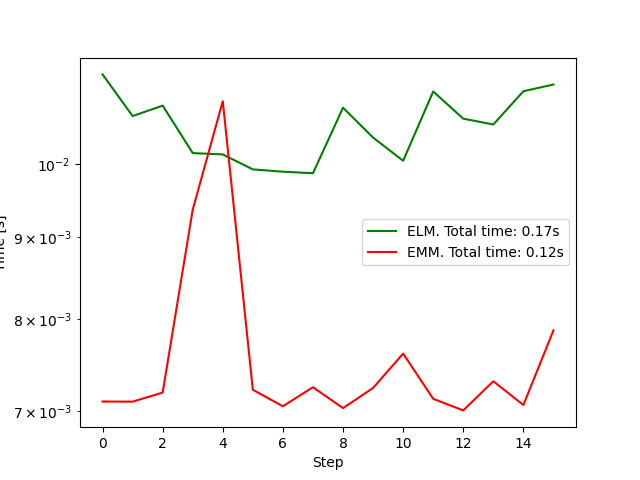 10⁻²
9 × 10⁻³
8 × 10⁻³
7 × 10⁻³
ELM. Total time: 0.17s
EMM. Total time: 0.12s
0 2 4 6 8 10 12 14
Step